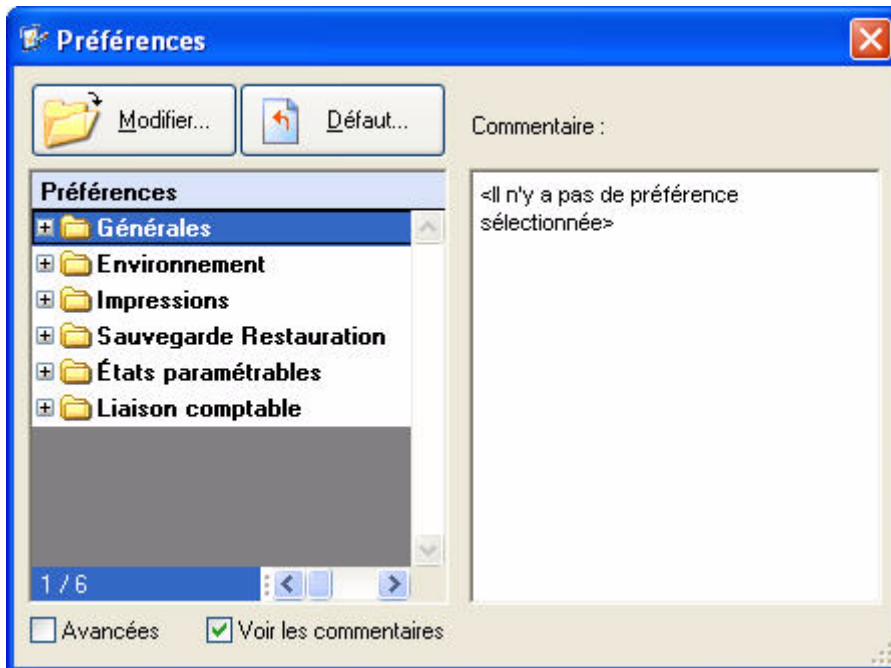 Préférences
Modifier...
Défaut...
Commentaire :
Préférences
Générales
Environnement
Impressions
Sauvegarde Restauration
États paramétrables
Liaison comptable
1 / 6
<Il n'y a pas de préférence
sélectionnée>
Avancées
Voir les commentaires